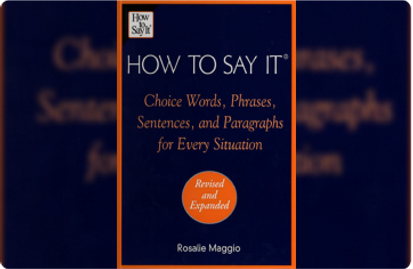 How
to
Say It
HOW TO SAY IT®
Choice Words, Phrases,
Sentences, and Paragraphs
for Every Situation
Revised
and
Expanded
Rosalie Maggio